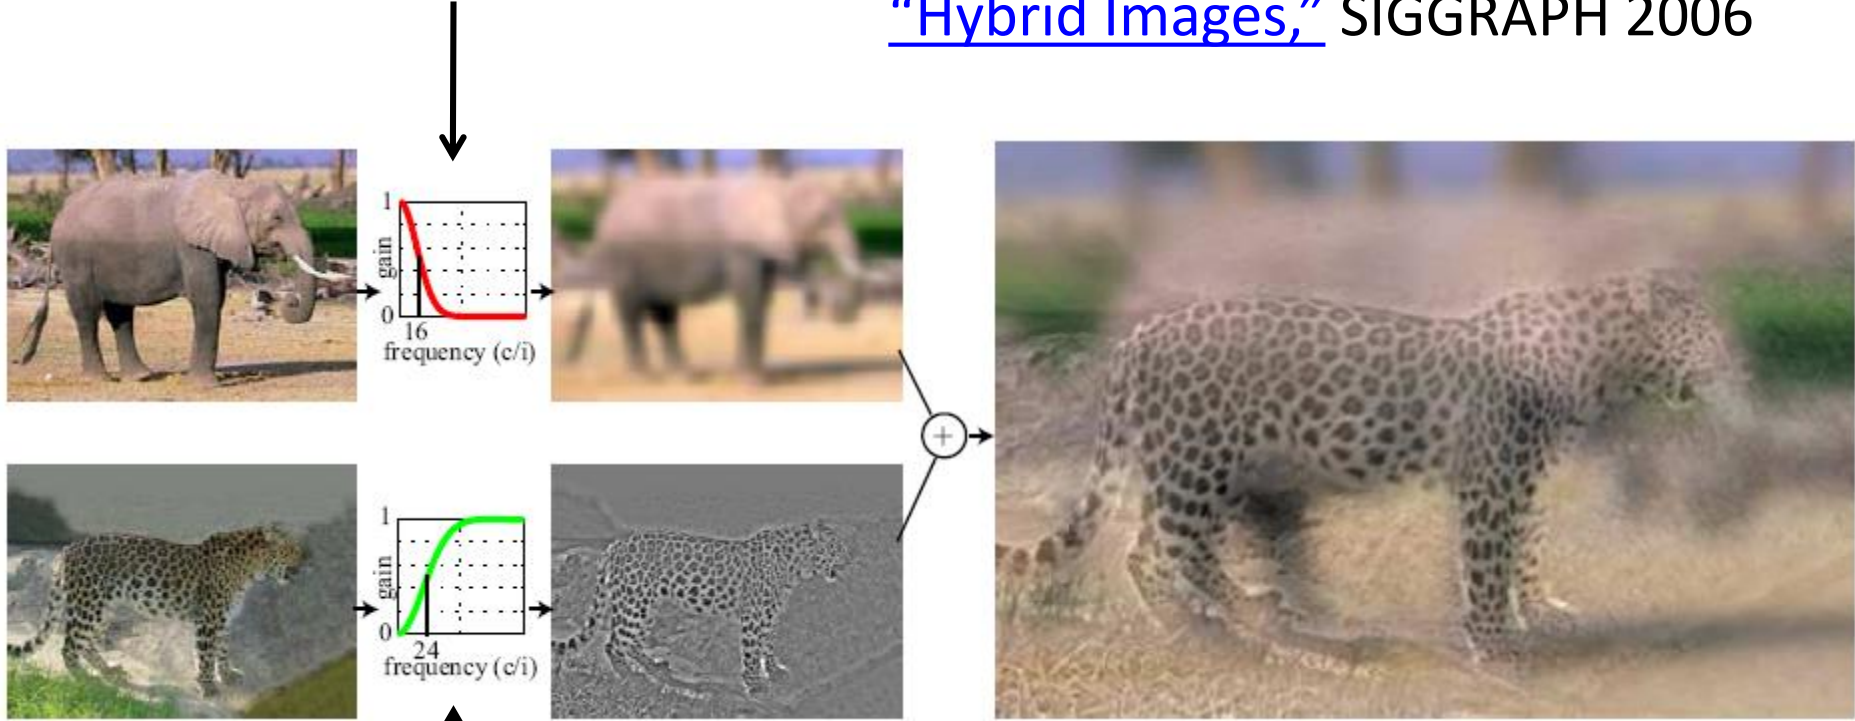 “Hybrid Images,” SIGGRAPH 2006
1
gain
0
16
frequency (c/i)
+
1
gain
0
24
frequency (c/i)